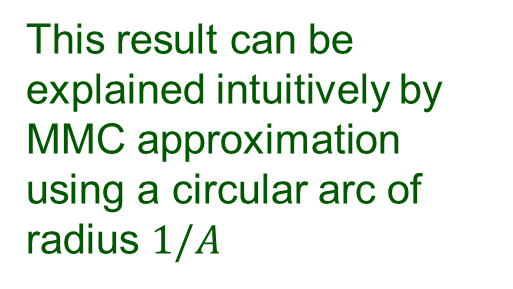 This result can be
explained intuitively by
MMC approximation
using a circular arc of
radius 1/A